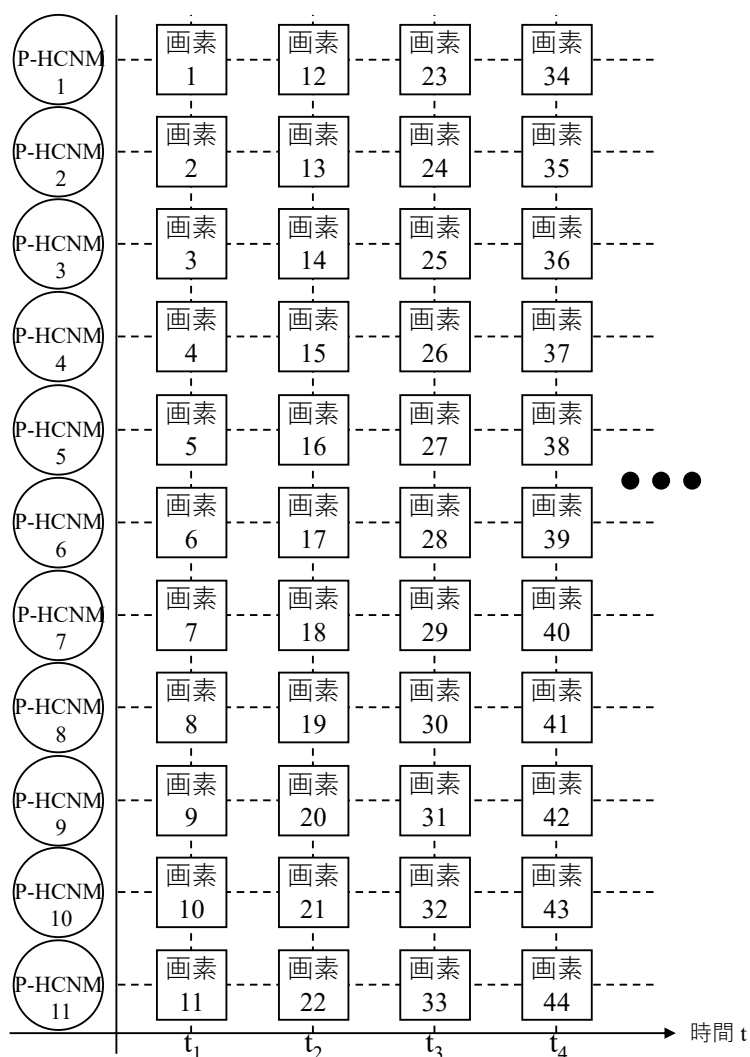 P-HCNM
1
画素
1
画素
12
画素
23
画素
34
P-HCNM
2
画素
2
画素
13
画素
24
画素
35
P-HCNM
3
画素
3
画素
14
画素
25
画素
36
P-HCNM
4
画素
4
画素
15
画素
26
画素
37
P-HCNM
5
画素
5
画素
16
画素
27
画素
38
P-HCNM
6
画素
6
画素
17
画素
28
画素
39
P-HCNM
7
画素
7
画素
18
画素
29
画素
40
P-HCNM
8
画素
8
画素
19
画素
30
画素
41
P-HCNM
9
画素
9
画素
20
画素
31
画素
42
P-HCNM
10
画素
10
画素
21
画素
32
画素
43
P-HCNM
11
画素
11
画素
22
画素
33
画素
44
t₁ t₂ t₃ t₄ 時間 t